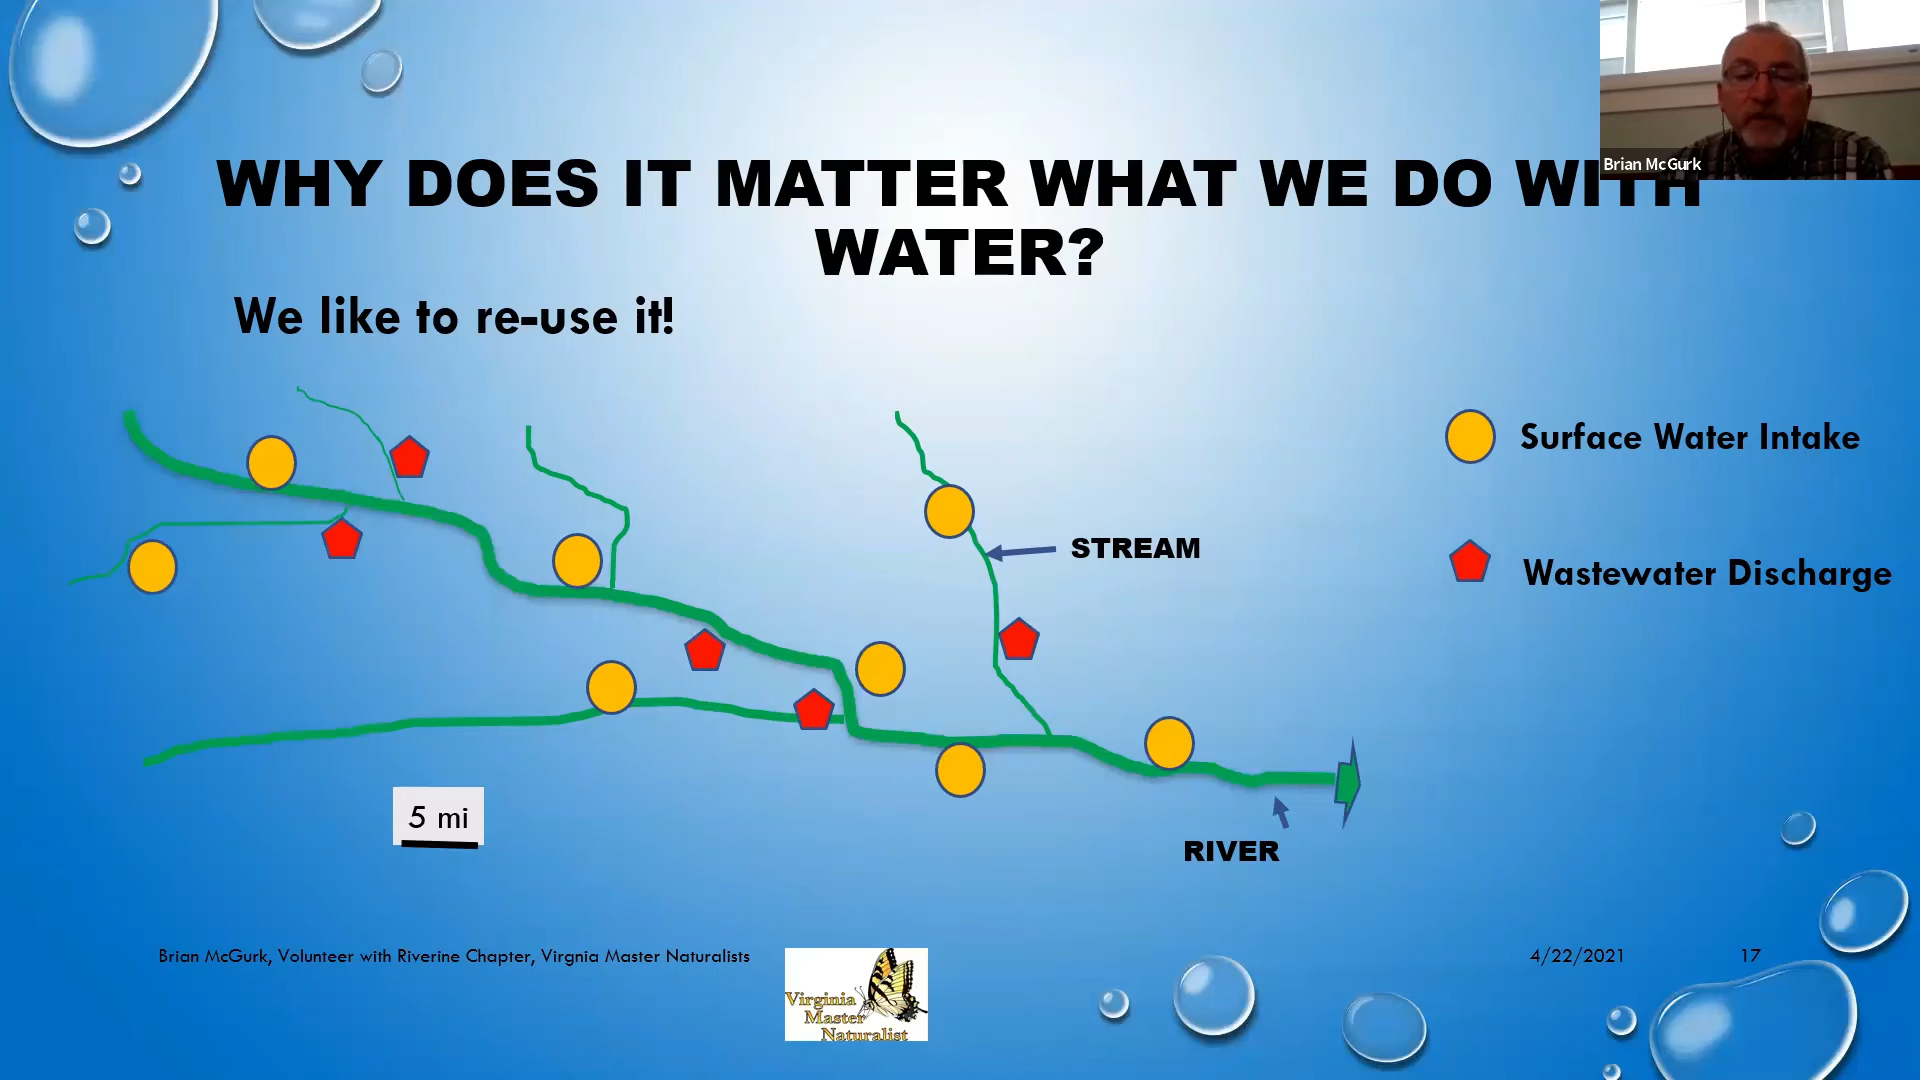 Brian McGurk
WHY DOES IT MATTER WHAT WE DO WITH
WATER?
We like to re-use it!
Surface Water Intake
STREAM
Wastewater Discharge
5 mi
RIVER
Brian McGurk, Volunteer with Riverine Chapter, Virgnia Master Naturalists
4/22/2021
17
Virginia
Master
Naturalist